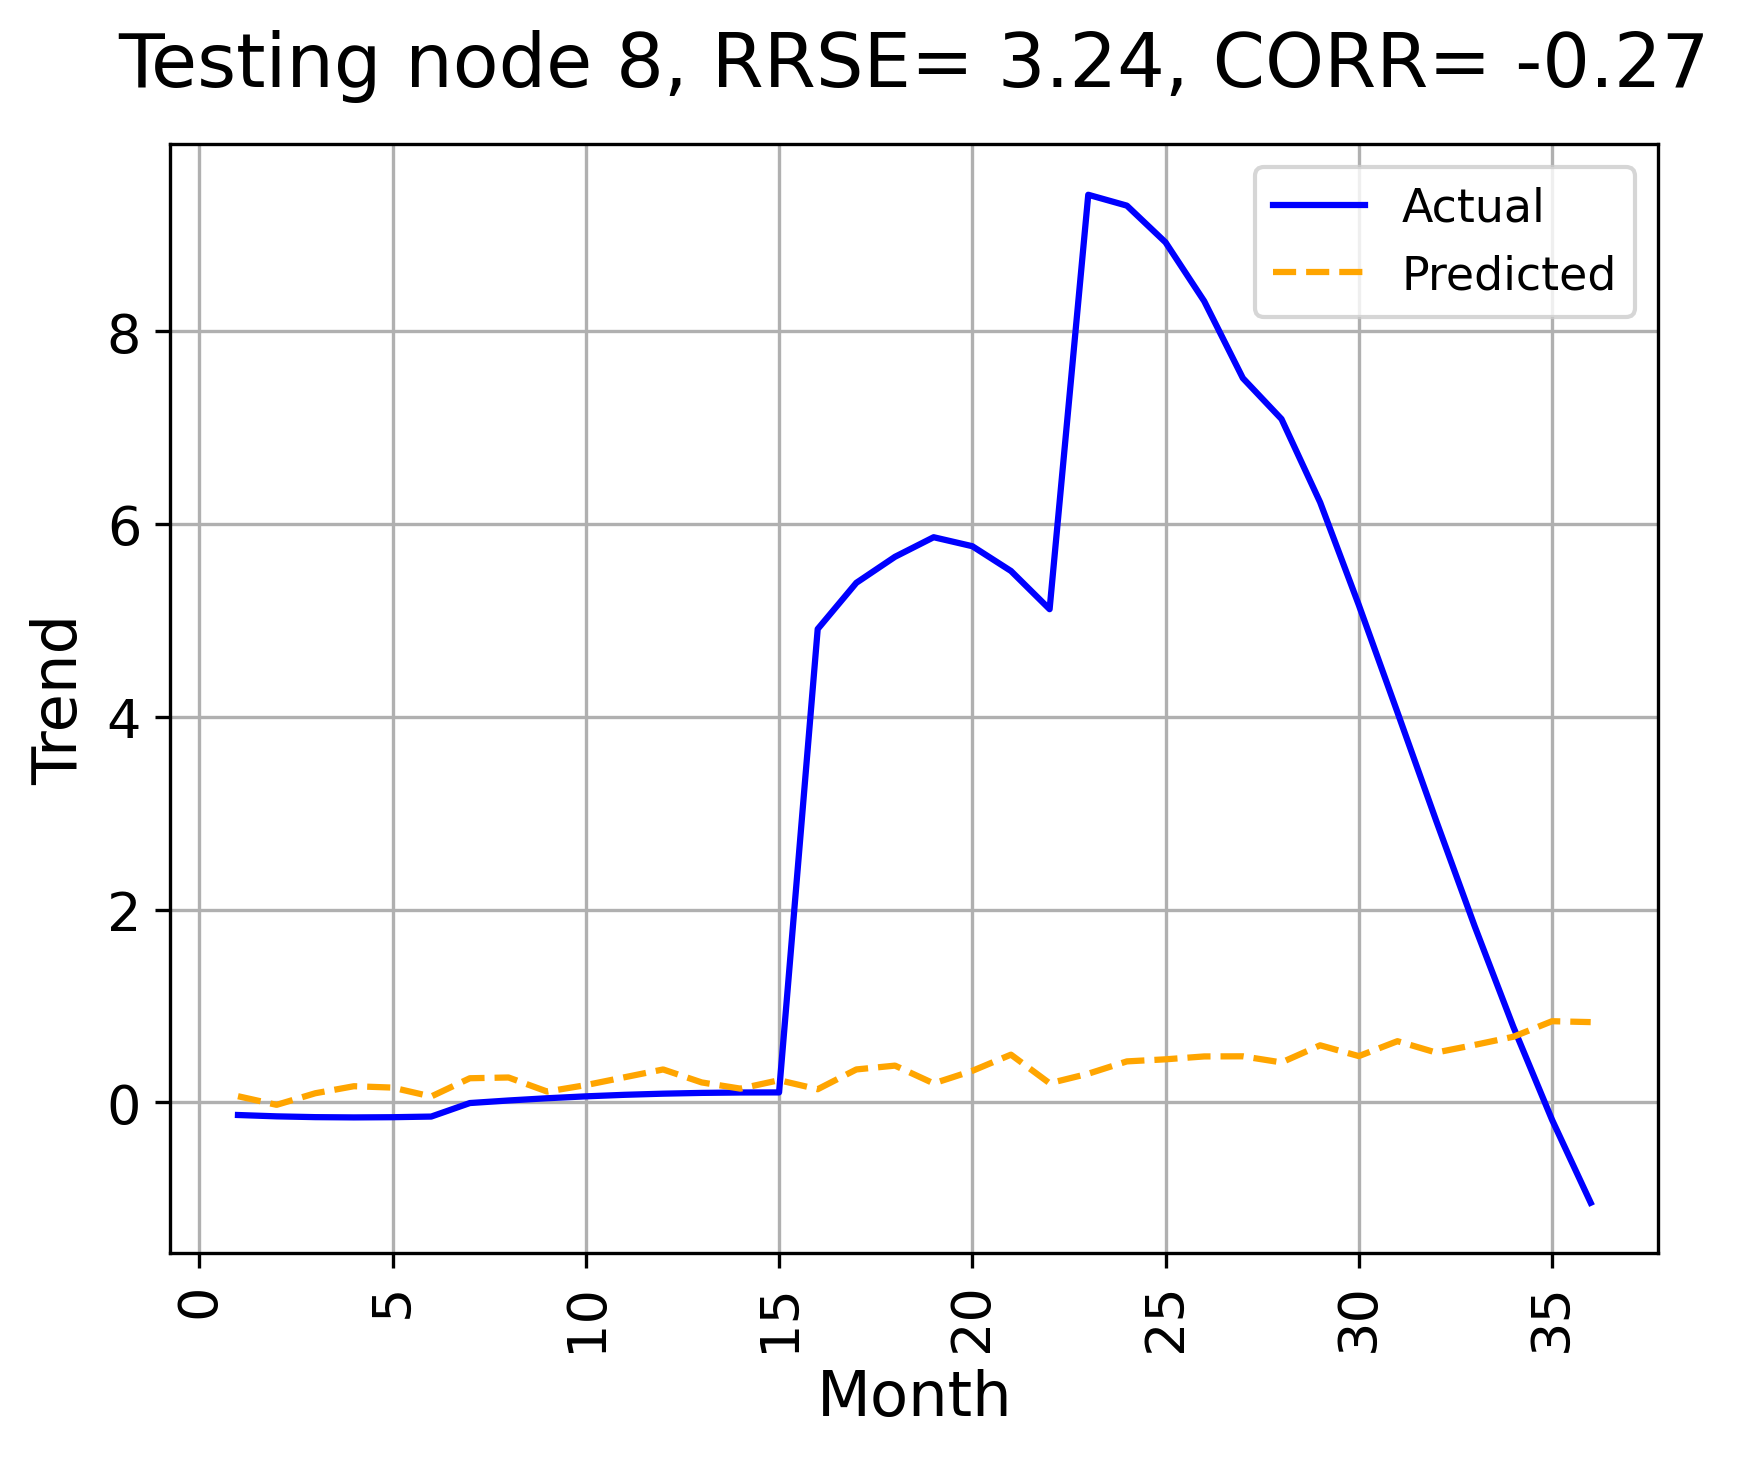 Testing node 8, RRSE= 3.24, CORR= -0.27
Actual
Predicted
8
6
4
2
0
Trend
0
5
10
15
20
25
30
35
Month